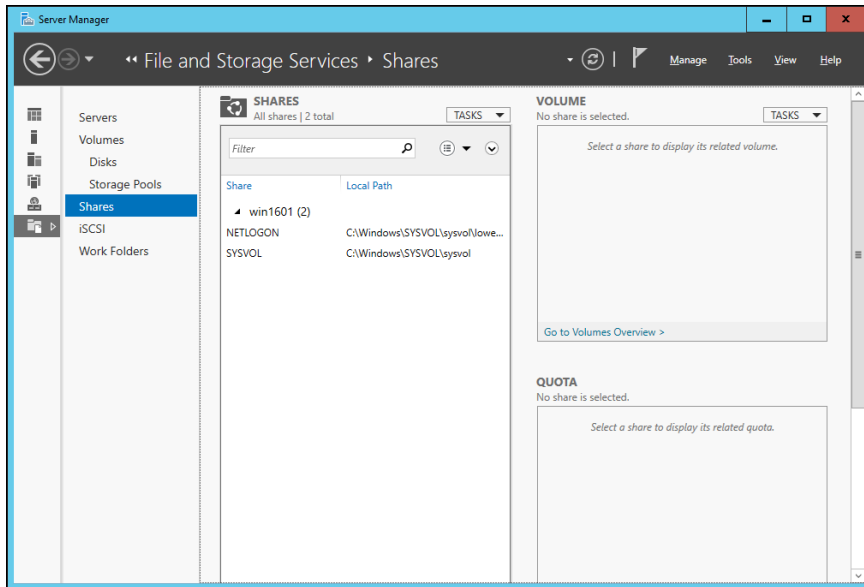 Server Manager
File and Storage Services
Shares
Manage
Tools
View
Help
Servers
Volumes
Disks
Storage Pools
Shares
iSCSI
Work Folders
SHARES
All shares | 2 total
TASKS
Filter
Share
Local Path
win1601 (2)
NETLOGON
C:\Windows\SYSVOL\sysvol\lowe...
SYSVOL
C:\Windows\SYSVOL\sysvol
VOLUME
No share is selected.
TASKS
Select a share to display its related volume.
Go to Volumes Overview >
QUOTA
No share is selected.
Select a share to display its related quota.